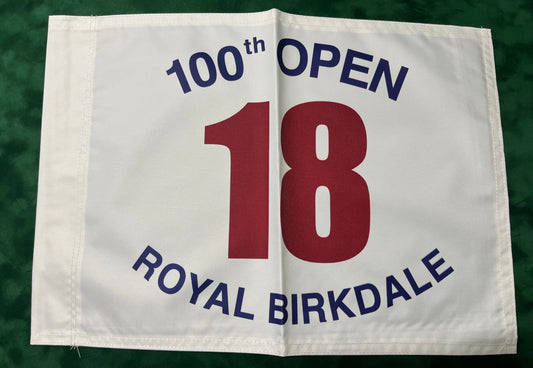 100th OPEN
18
ROYAL BIRKDALE